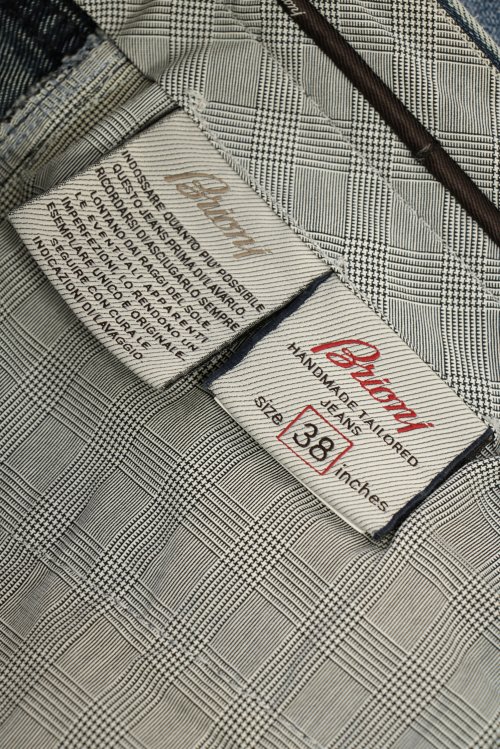 Brioni
INDOSSARE QUANTO PIU' POSSIBILE
QUESTO JEANS PRIMA DI LAVARLO.
RICORDARSI DI ASCIUGARLO SEMPRE
LONTANO DAI RAGGI DEL SOLE.
LE EVENTUALI APPARENTI
IMPERFEZIONI LO RENDONO UN
ESEMPLARE UNICO E ORIGINALE.
SEGUIRE CON CURA LE
INDICAZIONI DI LAVAGGIO
Brioni
HANDMADE TAILORED
JEANS
size 38 inches